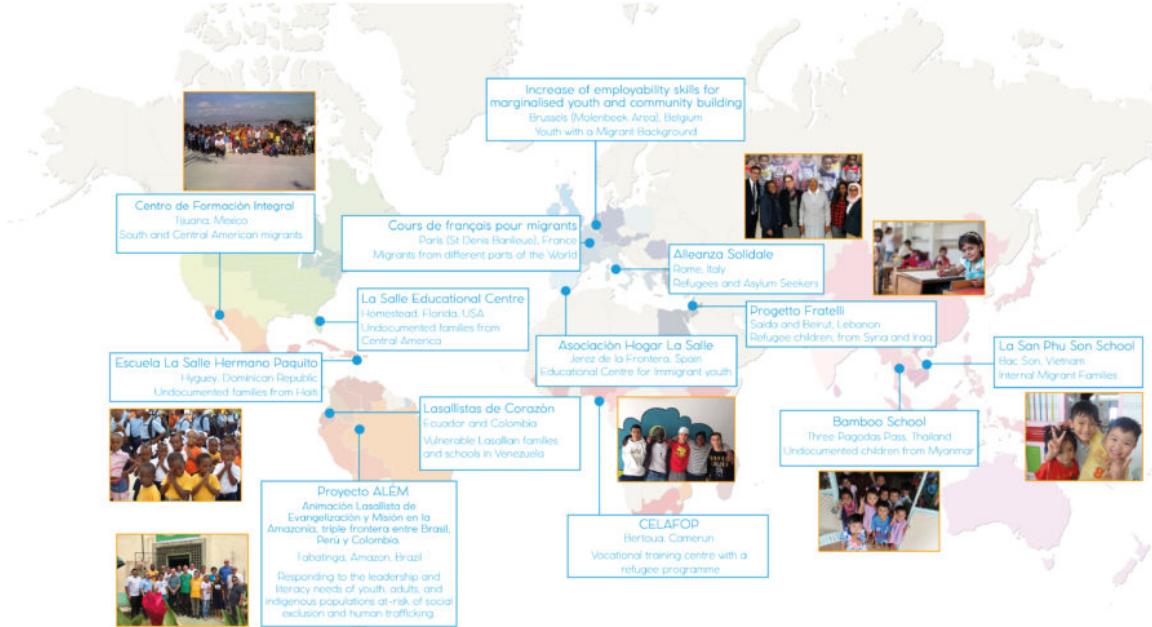 Increase of employability skills for
marginalised youth and community building
Brussels (Molenbeek Area), Belgium
Youth with a Migrant Background
Centro de Formación Integral
Tijuana, Mexico
South and Central American migrants
Cours de français pour migrants
Paris (St Denis Banlieue), France
Migrants from different parts of the World
Alleanza Solidale
Rome, Italy
Refugees and Asylum Seekers
La Salle Educational Centre
Homestead, Florida, USA
Undocumented families from
Central America
Progetto Fratelli
Saida and Beirut, Lebanon
Refugee children, from Syria and Iraq
Asociación Hogar La Salle
Jerez de la Frontera, Spain
Educational Centre for Immigrant youth
La San Phu Son School
Bac Son, Vietnam
Internal Migrant Families
Escuela La Salle Hermano Paquito
Hyguey, Dominican Republic
Undocumented families from Haiti
Lasallistas de Corazón
Ecuador and Colombia
Vulnerable Lasallian families
and schools in Venezuela
Bamboo School
Three Pagodas Pass, Thailand
Undocumented children from Myanmar
Proyecto ALÉM
Animación Lasallista de
Evangelización y Misión en la
Amazonía, triple frontera entre Brasil,
Perú y Colombia.
Tabatinga, Amazon, Brazil
Responding to the leadership and
literacy needs of youth, adults, and
indigenous populations at-risk of social
exclusion and human trafficking.
CELAFOP
Bertoua, Camerun
Vocational training centre with a
refugee programme